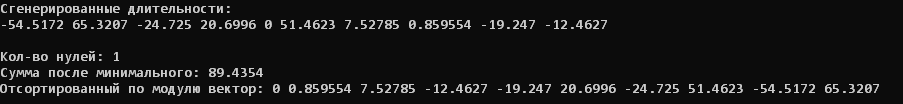 Сгенерированные длительности:
-54.5172 65.3207 -24.725 20.6996 0 51.4623 7.52785 0.859554 -19.247 -12.4627
Кол-во нулей: 1
Сумма после минимального: 89.4354
Отсортированный по модулю вектор: 0 0.859554 7.52785 -12.4627 -19.247 20.6996 -24.725 51.4623 -54.5172 65.3207